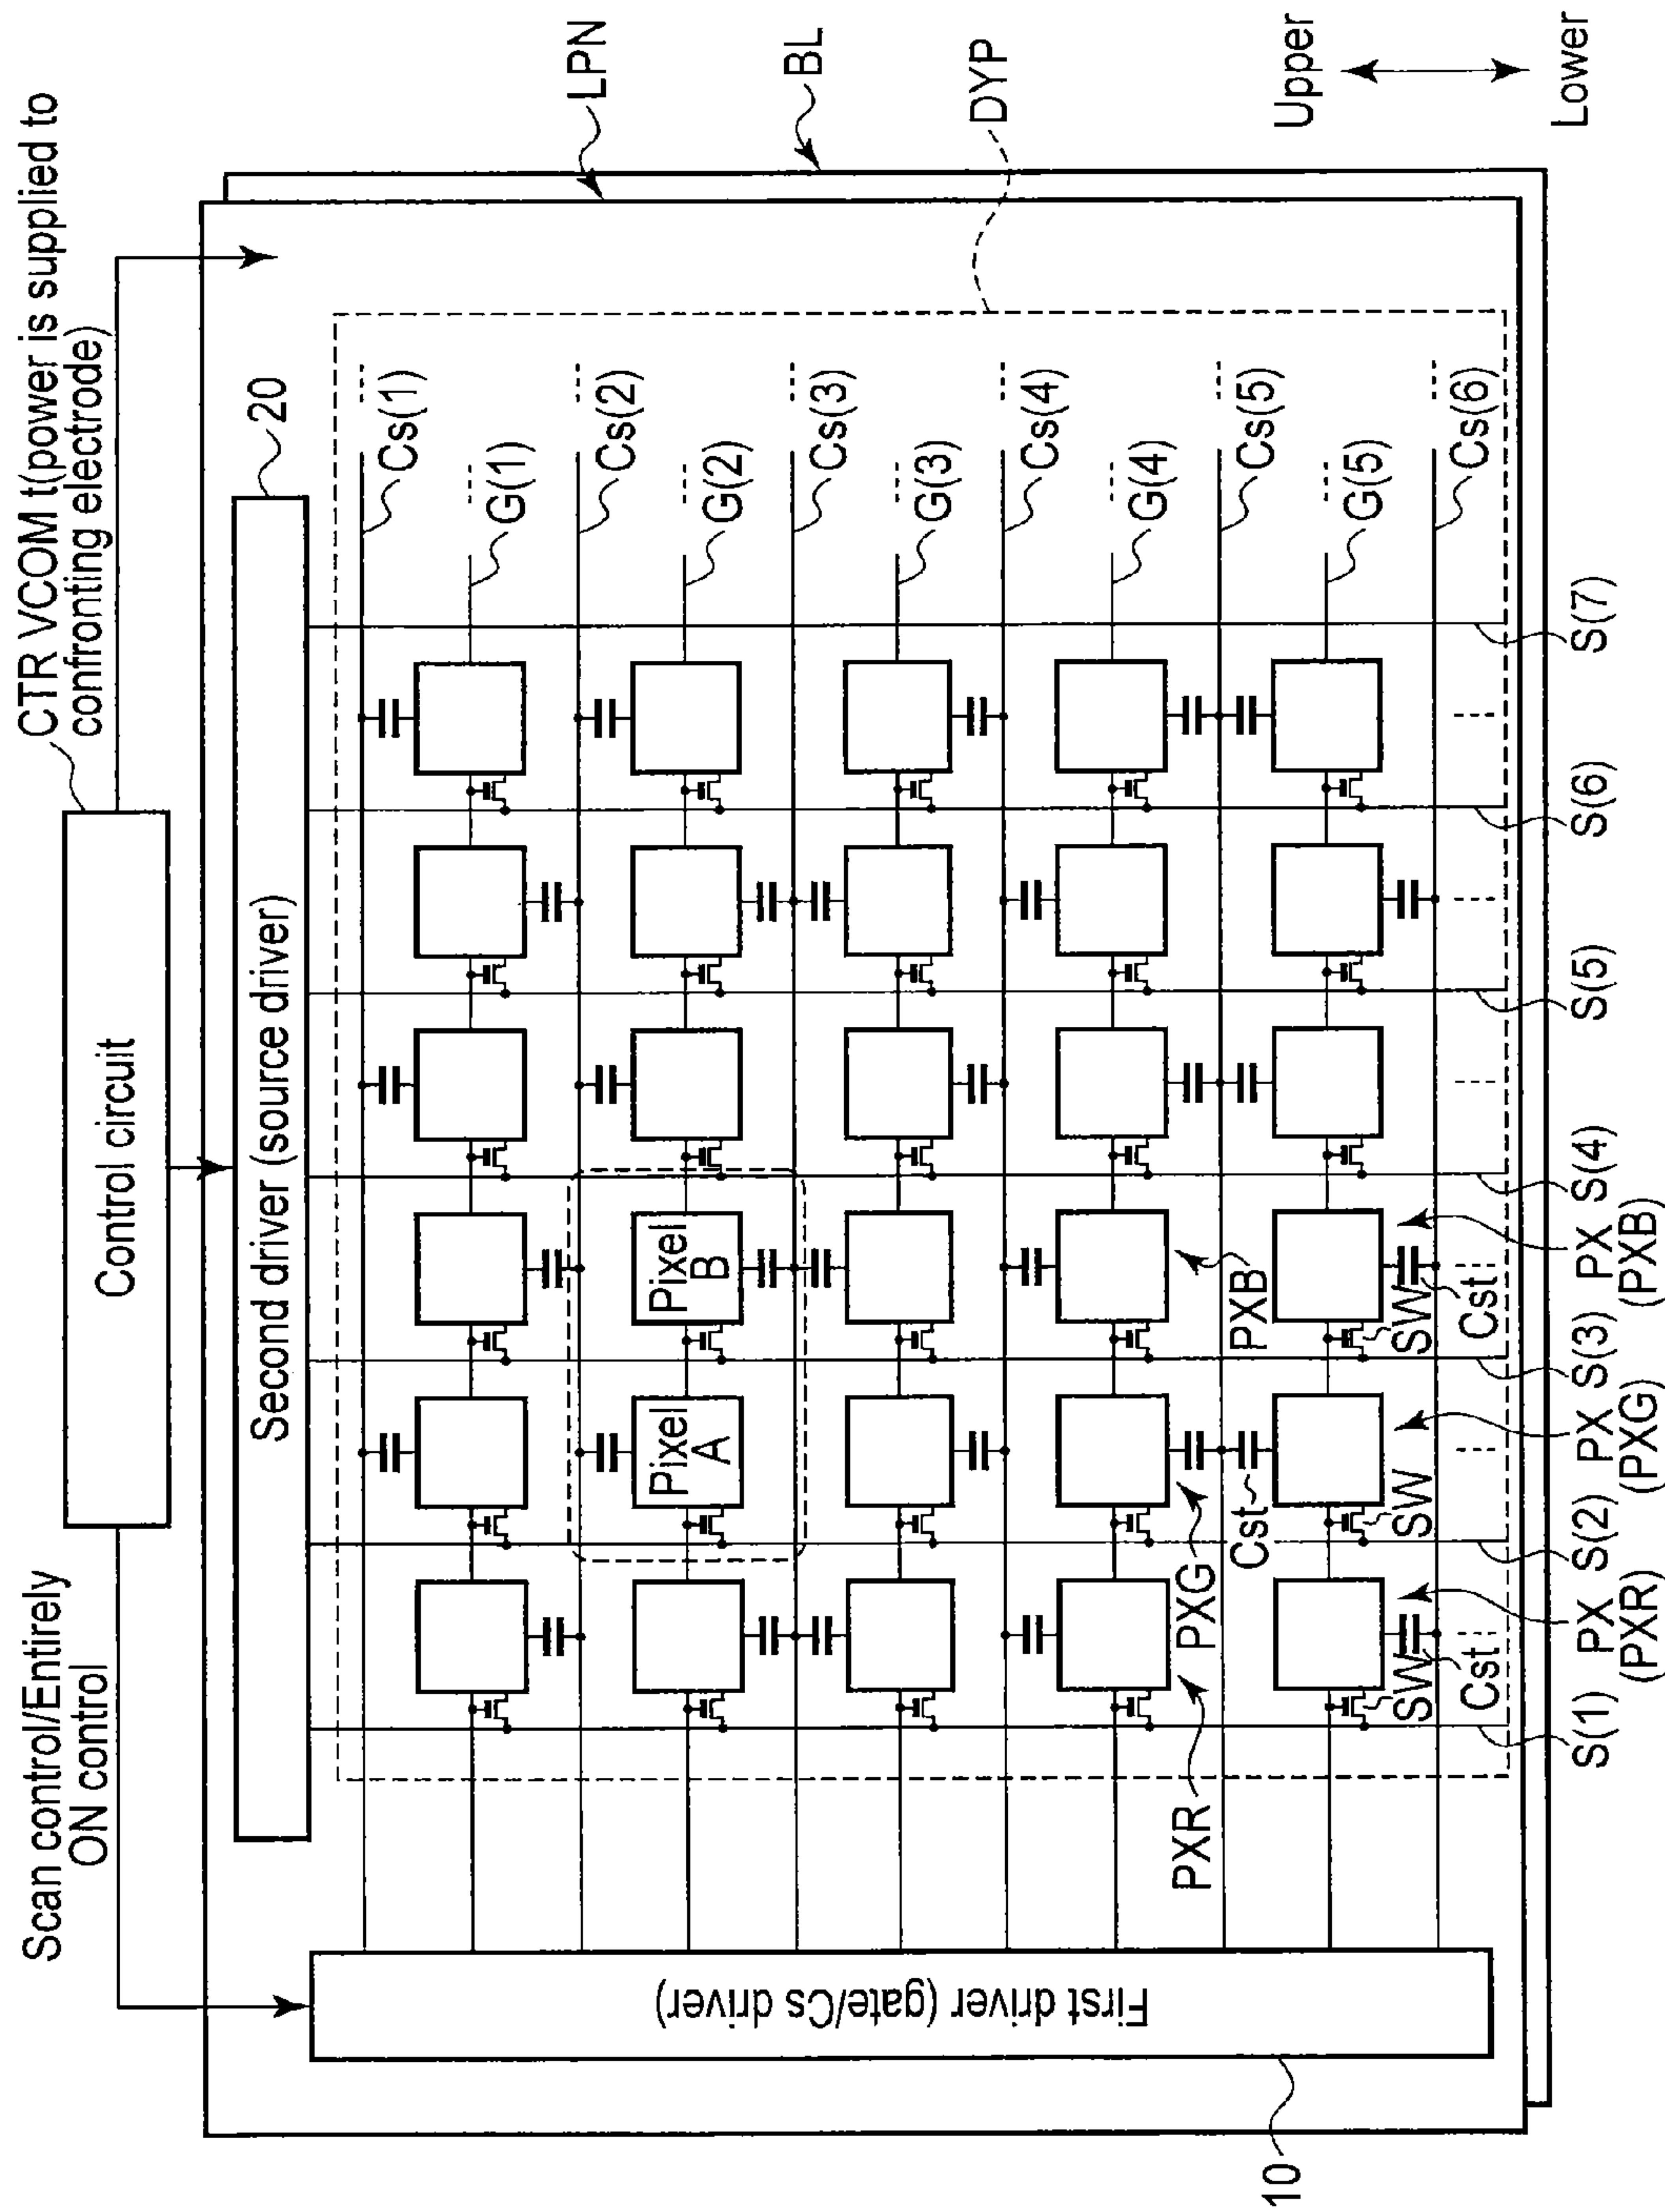 Scan control/Entirely
ON control
Control circuit
CTR VCOM t(power is supplied to
confronting electrode)
20
Second driver (source driver)
LPN
BL
DYP
Upper
Lower
Cs(1)
G(1)
Cs(2)
Pixel
A
Pixel
B
G(2)
Cs(3)
G(3)
Cs(4)
G(4)
PXR
PXG
PXB
Cs(5)
Cst
G(5)
SW
SW
SW
Cst
Cst
Cs(6)
First driver (gate/Cs driver)
10
S(1)
PX
(PXR)
S(2)
PX
(PXG)
S(3)
PX
(PXB)
S(4)
S(5)
S(6)
S(7)